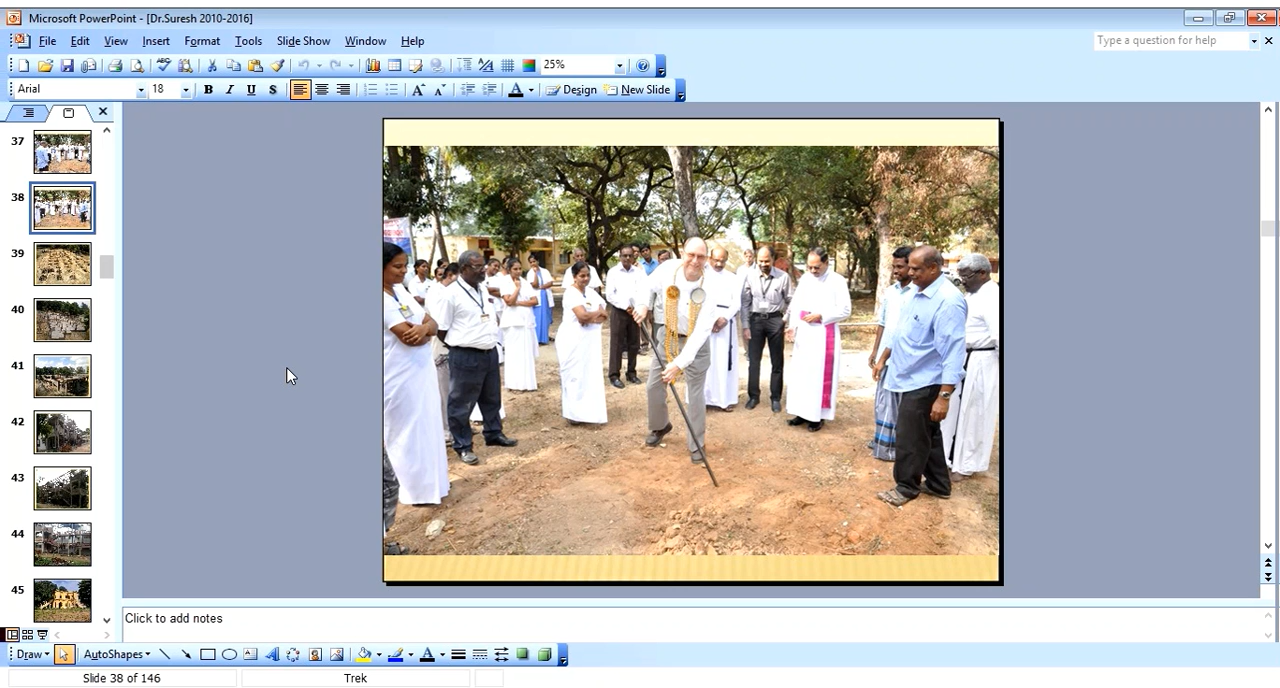 Microsoft PowerPoint - [Dr.Suresh 2010-2016]
File Edit View Insert Format Tools Slide Show Window Help
Type a question for help
25%
Arial 18 B I U S A A A Design New Slide
37
38
39
40
41
42
43
44
45
Click to add notes
Draw AutoShapes A
Slide 38 of 146 Trek